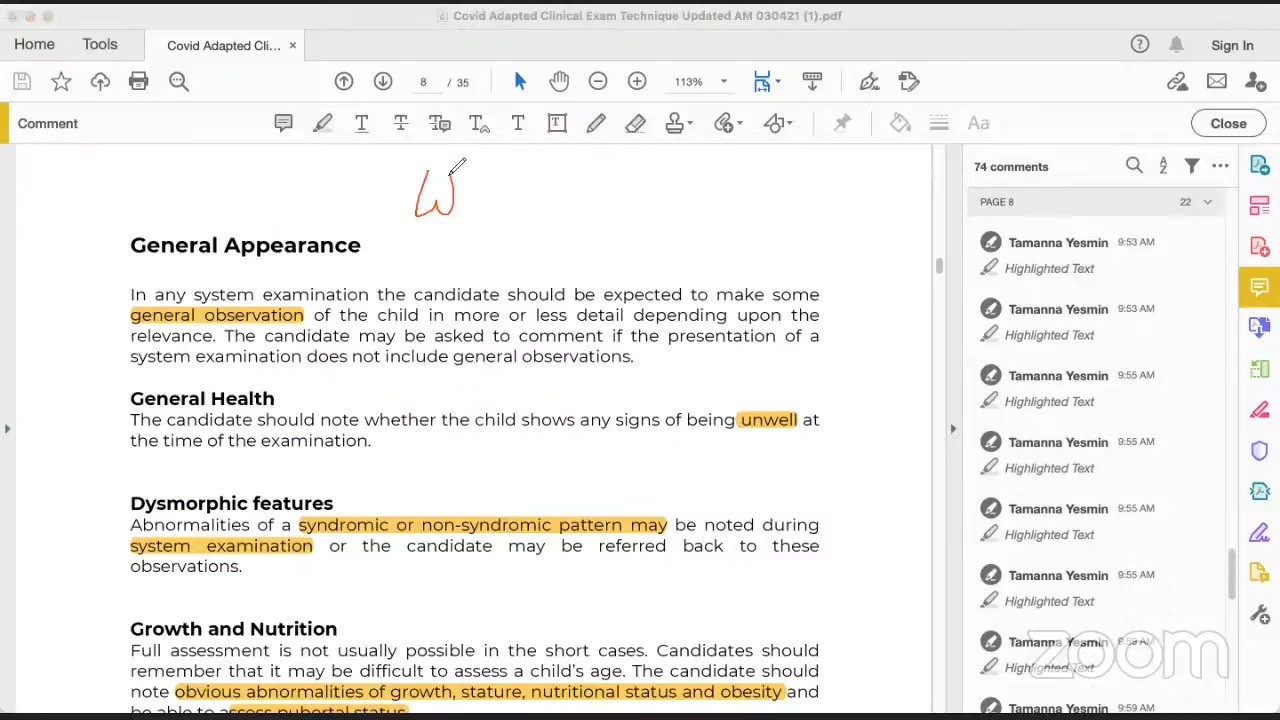 Covid Adapted Clinical Exam Technique Updated AM 030421 (1).pdf
Home Tools Covid Adapted Cli... × Sign In
8 / 35 113%
Comment Aa Close
W
74 comments
PAGE 8 22
General Appearance
In any system examination the candidate should be expected to make some
general observation of the child in more or less detail depending upon the
relevance. The candidate may be asked to comment if the presentation of a
system examination does not include general observations.
General Health
The candidate should note whether the child shows any signs of being unwell at
the time of the examination.
Dysmorphic features
Abnormalities of a syndromic or non-syndromic pattern may be noted during
system examination or the candidate may be referred back to these
observations.
Growth and Nutrition
Full assessment is not usually possible in the short cases. Candidates should
remember that it may be difficult to assess a child's age. The candidate should
note obvious abnormalities of growth, stature, nutritional status and obesity and
be able to assess pubertal status.
Tamanna Yesmin 9:53 AM
Highlighted Text
Tamanna Yesmin 9:53 AM
Highlighted Text
Tamanna Yesmin 9:55 AM
Highlighted Text
Tamanna Yesmin 9:55 AM
Highlighted Text
Tamanna Yesmin 9:55 AM
Highlighted Text
Tamanna Yesmin 9:55 AM
Highlighted Text
Tamanna Yesmin 9:59 AM
Highlighted Text
Tamanna Yesmin 9:59 AM
zoom